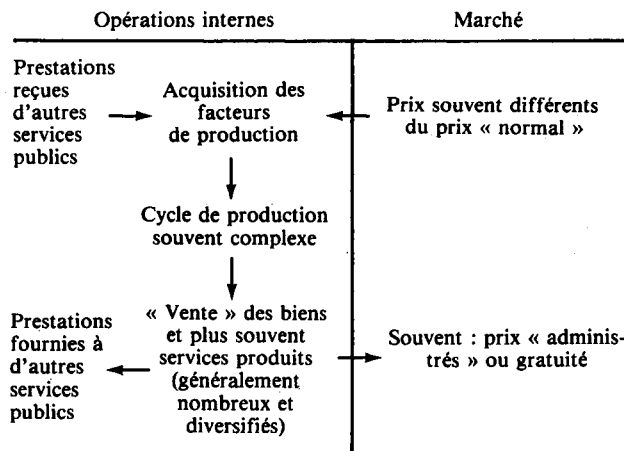 Opérations internes
Marché
Prestations
reçues
d'autres
services
publics
Acquisition des
facteurs
de production
Prix souvent différents
du prix « normal »
Cycle de production
souvent complexe
Prestations
fournies à
d'autres
services
publics
« Vente » des biens
et plus souvent
services produits
(généralement
nombreux et
diversifiés)
Souvent : prix « adminis-
trés » ou gratuité